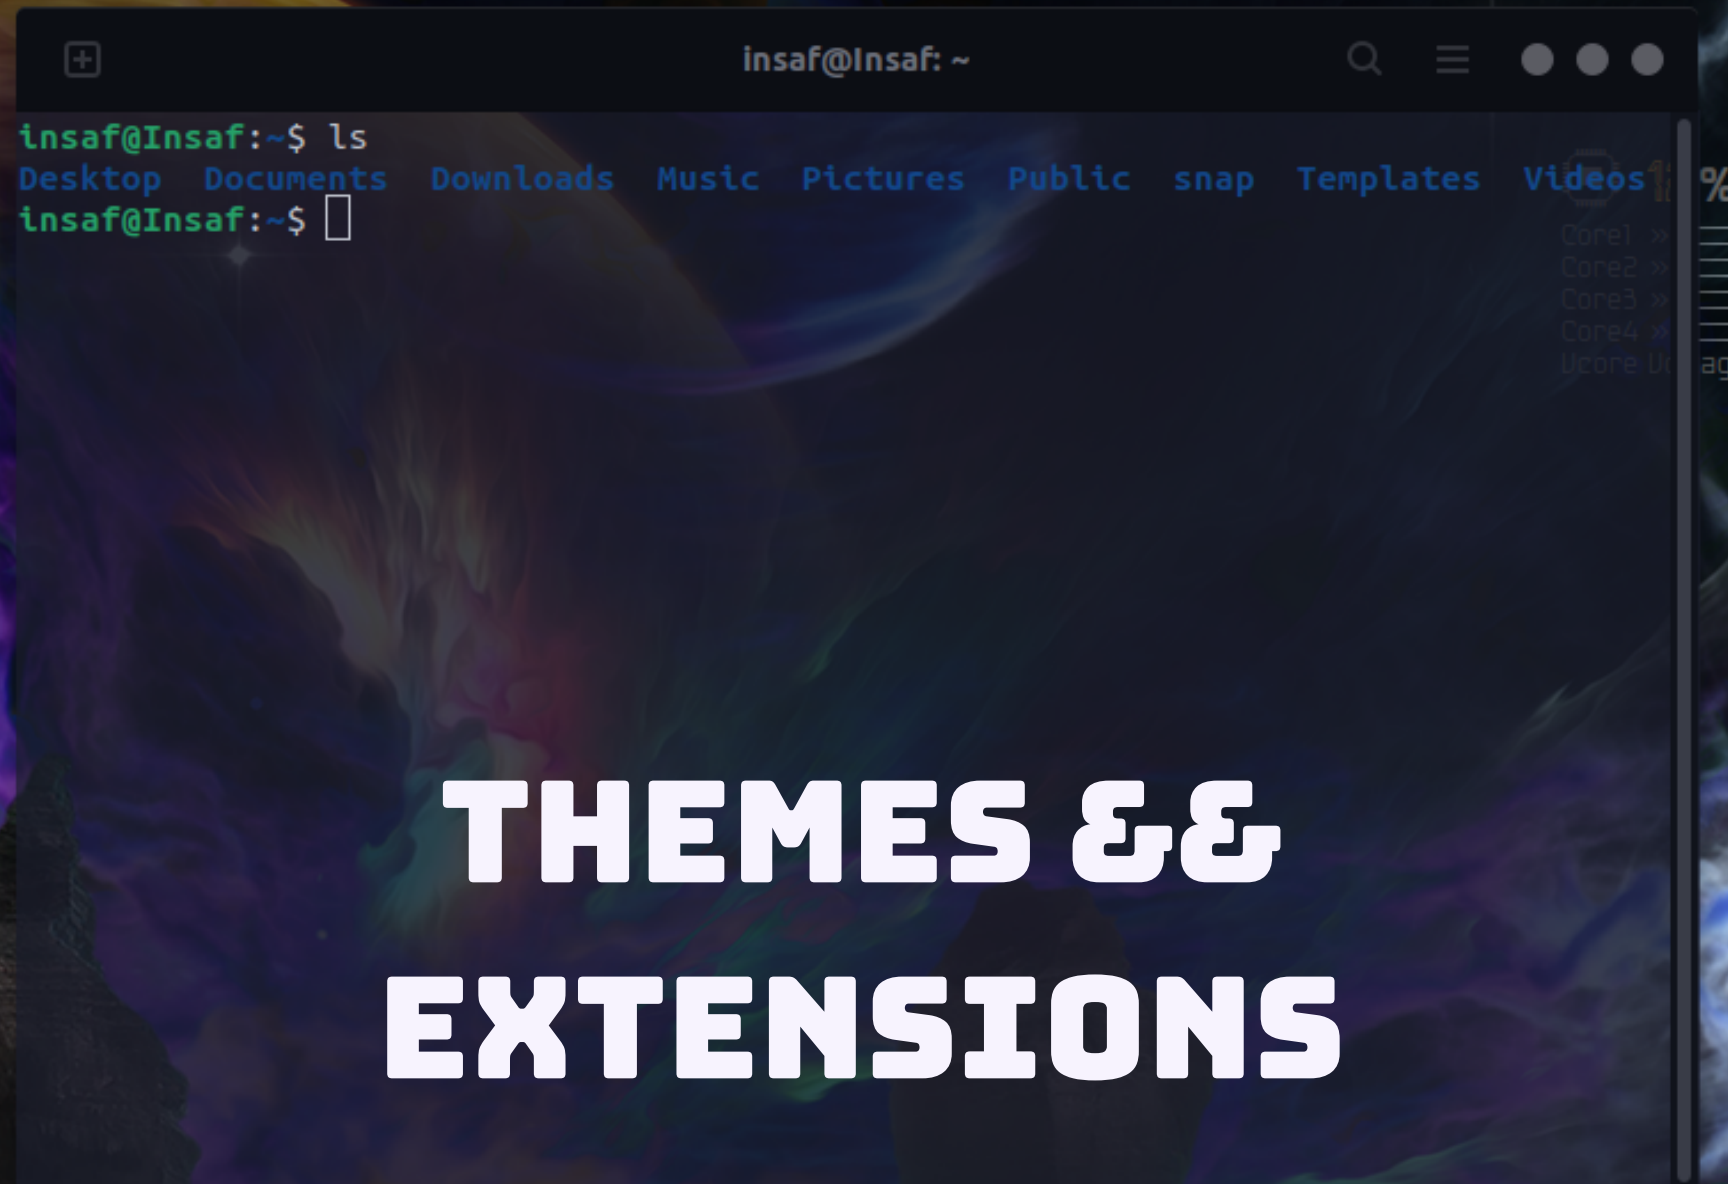 insaf@Insaf: ~
insaf@Insaf:~$ ls
Desktop Documents Downloads Music Pictures Public snap Templates Videos
insaf@Insaf:~$
%
Core1 »
Core2 »
Core3 »
Core4 »
Vcore
THEMES &&
EXTENSIONS